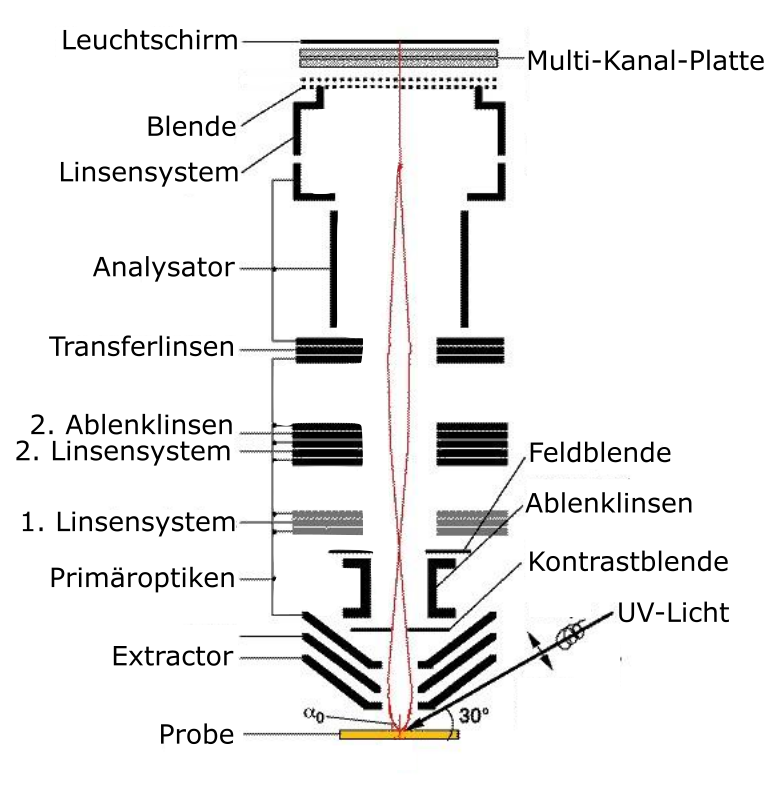 Leuchtschirm
Multi-Kanal-Platte
Blende
Linsensystem
Analysator
Transferlinsen
2. Ablenklinsen
2. Linsensystem
Feldblende
Ablenklinsen
1. Linsensystem
Kontrastblende
Primäroptiken
UV-Licht
Extractor
α0
30°
Probe